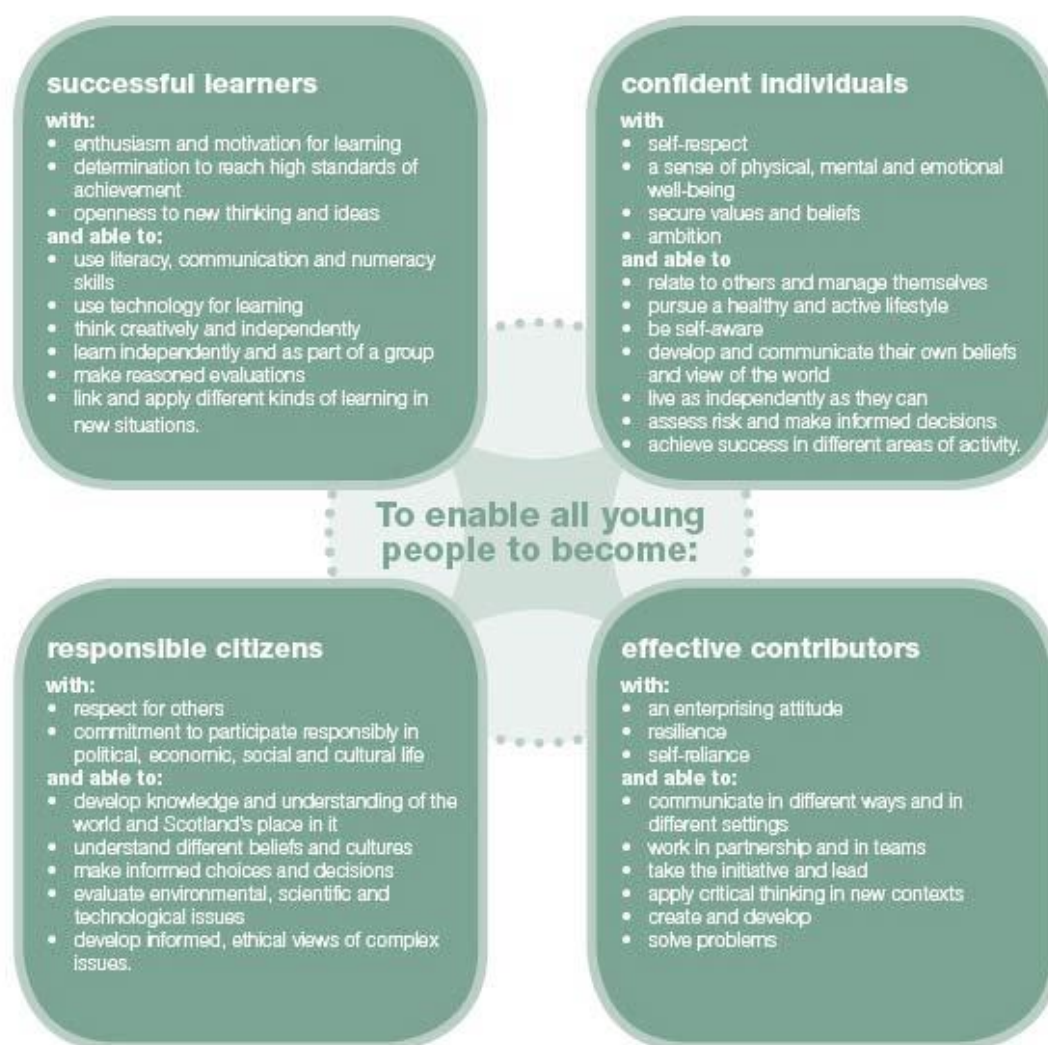 successful learners
with:
• enthusiasm and motivation for learning
• determination to reach high standards of
achievement
• openness to new thinking and ideas
and able to:
• use literacy, communication and numeracy
skills
• use technology for learning
• think creatively and independently
• learn independently and as part of a group
• make reasoned evaluations
• link and apply different kinds of learning in
new situations.
confident individuals
with
• self-respect
• a sense of physical, mental and emotional
well-being
• secure values and beliefs
• ambition
and able to
• relate to others and manage themselves
• pursue a healthy and active lifestyle
• be self-aware
• develop and communicate their own beliefs
and view of the world
• live as independently as they can
• assess risk and make informed decisions
• achieve success in different areas of activity.
To enable all young
people to become:
responsible citizens
with:
• respect for others
• commitment to participate responsibly in
political, economic, social and cultural life
and able to:
• develop knowledge and understanding of the
world and Scotland's place in it
• understand different beliefs and cultures
• make informed choices and decisions
• evaluate environmental, scientific and
technological issues
• develop informed, ethical views of complex
issues.
effective contributors
with:
• an enterprising attitude
• resilience
• self-reliance
and able to:
• communicate in different ways and in
different settings
• work in partnership and in teams
• take the initiative and lead
• apply critical thinking in new contexts
• create and develop
• solve problems